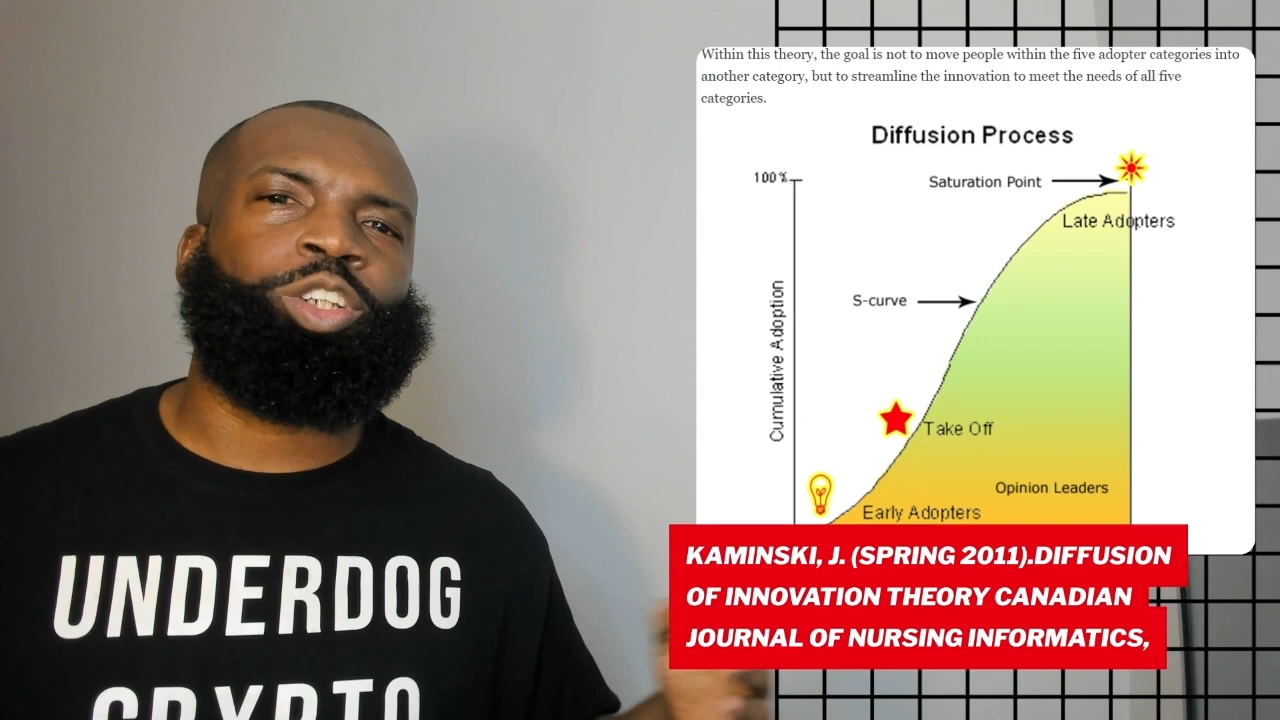 Within this theory, the goal is not to move people within the five adopter categories into
another category, but to streamline the innovation to meet the needs of all five
categories.
Diffusion Process
100%
Saturation Point
Late Adopters
S-curve
Cumulative Adoption
Take Off
Opinion Leaders
Early Adopters
KAMINSKI, J. (SPRING 2011).DIFFUSION
OF INNOVATION THEORY CANADIAN
JOURNAL OF NURSING INFORMATICS,
UNDERDOG
CRYPTO